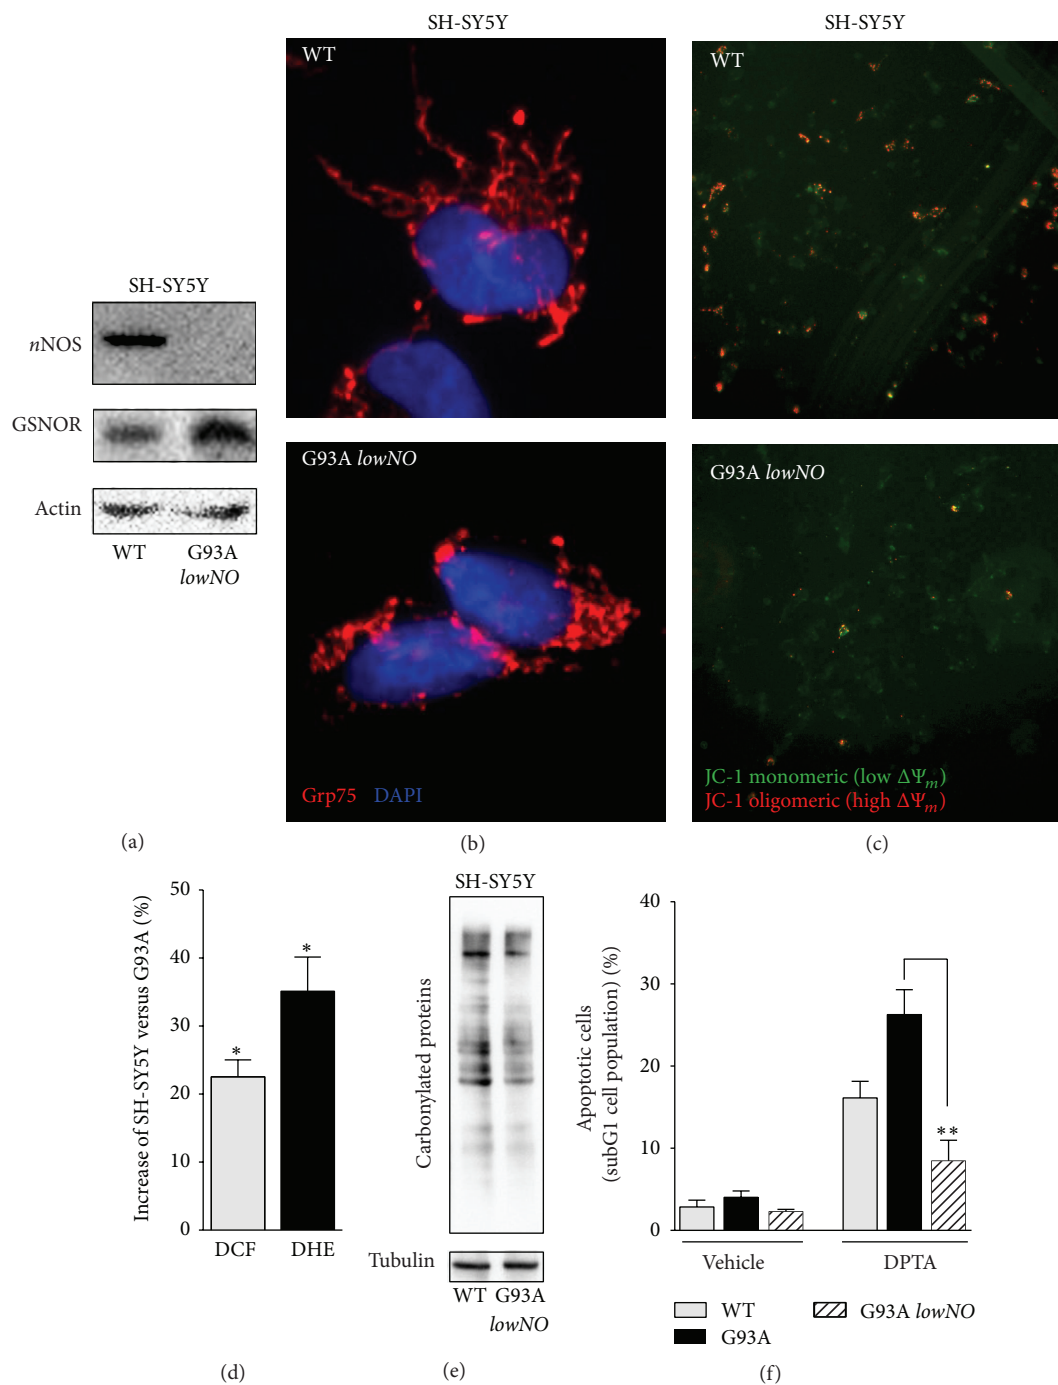 SH-SY5Y
nNOS
GSNOR
Actin
WT
G93A
lowNO
(a)
SH-SY5Y
WT
G93A lowNO
Grp75 DAPI
(b)
SH-SY5Y
WT
G93A lowNO
JC-1 monomeric (low ΔΨm)
JC-1 oligomeric (high ΔΨm)
(c)
Increase of SH-SY5Y versus G93A (%)
50
40
30
20
10
0
*
*
DCF
DHE
(d)
SH-SY5Y
Carbonylated proteins
Tubulin
WT G93A
lowNO
(e)
Apoptotic cells
(subG1 cell population) (%)
40
30
20
10
0
**
Vehicle
DPTA
WT
G93A
G93A lowNO
(f)